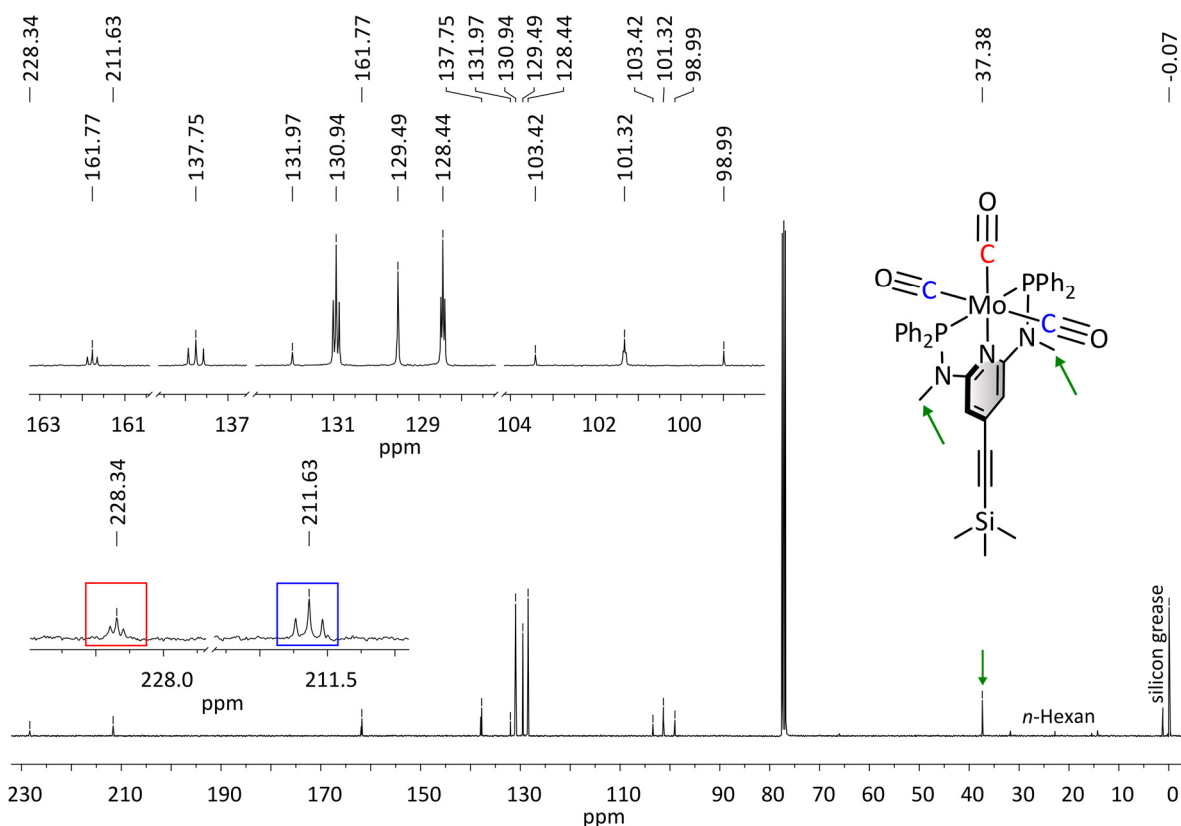 228.34
211.63
161.77
137.75
131.97
130.94
129.49
128.44
103.42
101.32
98.99
37.38
-0.07
161.77
137.75
131.97
130.94
129.49
128.44
103.42
101.32
98.99
163 161 137 131 129 104 102 100
ppm
228.34
211.63
228.0 211.5
ppm
O
C
O C Mo PPh2
Ph2P C O
N N
N
Si
silicon grease
n-Hexan
230 210 190 170 150 130 110 100 90 80 70 60 50 40 30 20 10 0
ppm